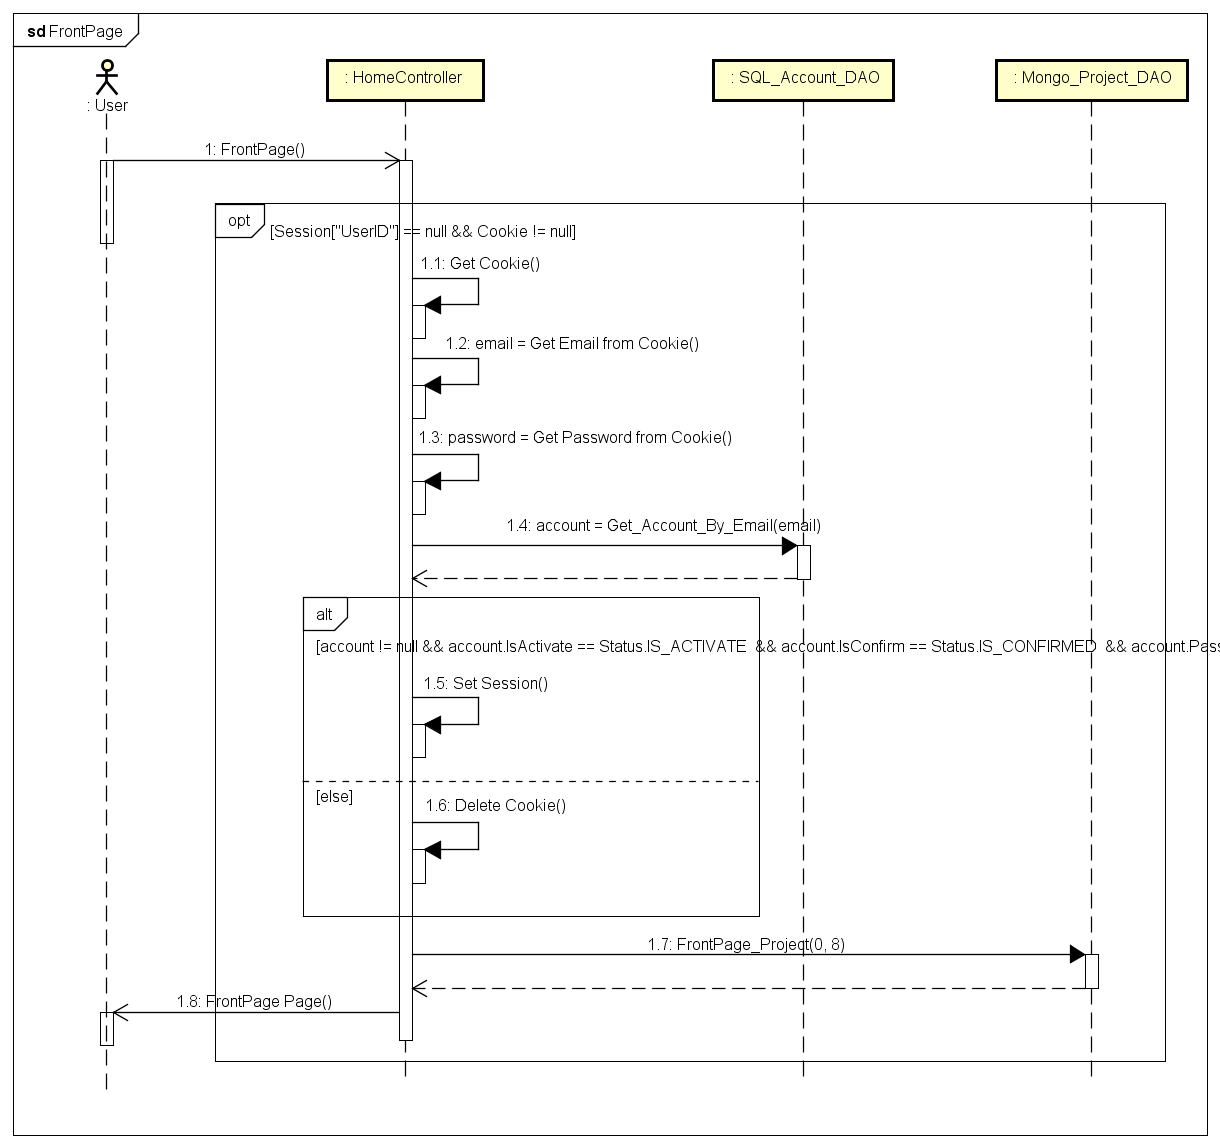 sd FrontPage
: User
: HomeController
: SQL_Account_DAO
: Mongo_Project_DAO
1: FrontPage()
opt
[Session["UserID"] == null && Cookie != null]
1.1: Get Cookie()
1.2: email = Get Email from Cookie()
1.3: password = Get Password from Cookie()
1.4: account = Get_Account_By_Email(email)
alt
[account != null && account.IsActivate == Status.IS_ACTIVATE && account.IsConfirm == Status.IS_CONFIRMED && account.Pass
1.5: Set Session()
[else]
1.6: Delete Cookie()
1.7: FrontPage_Project(0, 8)
1.8: FrontPage Page()